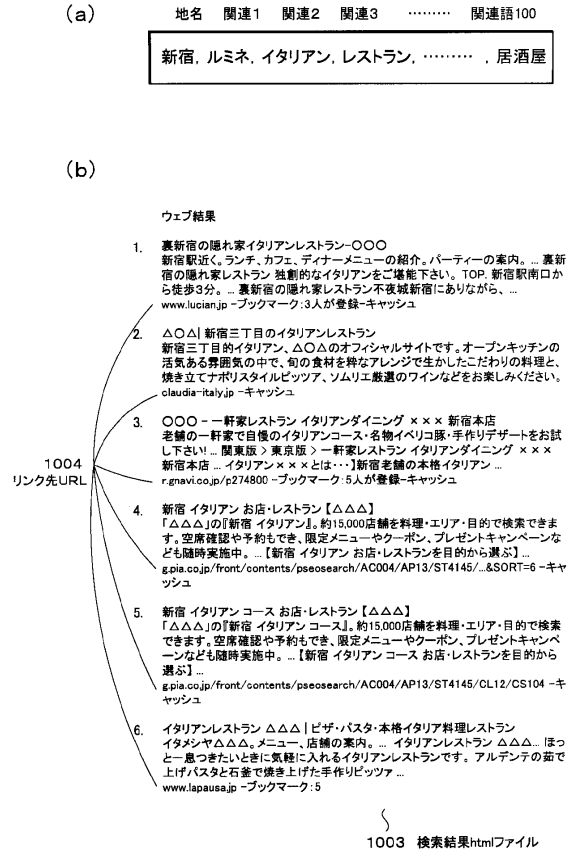 (a)
地名 関連1 関連2 関連3 ……… 関連語100
新宿, ルミネ, イタリアン, レストラン, ……… , 居酒屋
(b)
ウェブ結果
1. 裏新宿の隠れ家イタリアンレストラン-〇〇〇
新宿駅近く。ランチ、カフェ、ディナーメニューの紹介。パーティーの案内。 ... 裏新
宿の隠れ家レストラン 独創的なイタリアンをご堪能下さい。 TOP. 新宿駅南口か
ら徒歩3分。 ... 裏新宿の隠れ家レストラン不夜城新宿にありながら、 ...
www.lucian.jp -ブックマーク:3人が登録-キャッシュ
2. △〇△| 新宿三丁目のイタリアンレストラン
新宿三丁目的イタリアン、△〇△のオフィシャルサイトです。オープンキッチンの
活気ある雰囲気の中で、旬の食材を粋なアレンジで生かしたこだわりの料理と、
焼き立てナポリスタイルピッツア、ソムリエ厳選のワインなどをお楽しみください。
claudia-italy.jp -キャッシュ
3. 〇〇〇 - 一軒家レストラン イタリアンダイニング ××× 新宿本店
老舗の一軒家で自慢のイタリアンコース・名物イベリコ豚・手作りデザートをお試
し下さい! ... 関東版 > 東京版 > 一軒家レストラン イタリアンダイニング ×××
新宿本店 ... イタリアン×××とは・・・】新宿老舗の本格イタリアン ...
r.gnavi.co.jp/p274800 -ブックマーク:5人が登録-キャッシュ
1004
リンク先URL
4. 新宿 イタリアン お店・レストラン【△△△】
「△△△」の『新宿 イタリアン』。約15,000店舗を料理・エリア・目的で検索できま
す。空席確認や予約もでき、限定メニューやクーポン、プレゼントキャンペーンな
ども随時実施中。 ...【新宿 イタリアン お店・レストランを目的から選ぶ】...
g.pia.co.jp/front/contents/pseosearch/AC004/AP13/ST4145/...&SORT=6 -キャ
ッシュ
5. 新宿 イタリアン コース お店・レストラン【△△△】
「△△△」の『新宿 イタリアン コース』。約15,000店舗を料理・エリア・目的で検索
できます。空席確認や予約もでき、限定メニューやクーポン、プレゼントキャンペ
ーンなども随時実施中。 ...【新宿 イタリアン コース お店・レストランを目的から
選ぶ】...
g.pia.co.jp/front/contents/pseosearch/AC004/AP13/ST4145/CL12/CS104 -キ
ャッシュ
6. イタリアンレストラン △△△ | ピザ・パスタ・本格イタリア料理レストラン
イタメシヤ△△△。メニュー、店舗の案内。 ... イタリアンレストラン △△△... ほっ
と一息つきたいときに気軽に入れるイタリアンレストランです。アルデンテの茹で
上げパスタと石釜で焼き上げた手作りピッツァ ...
www.lapausa.jp -ブックマーク:5
1003 検索結果htmlファイル